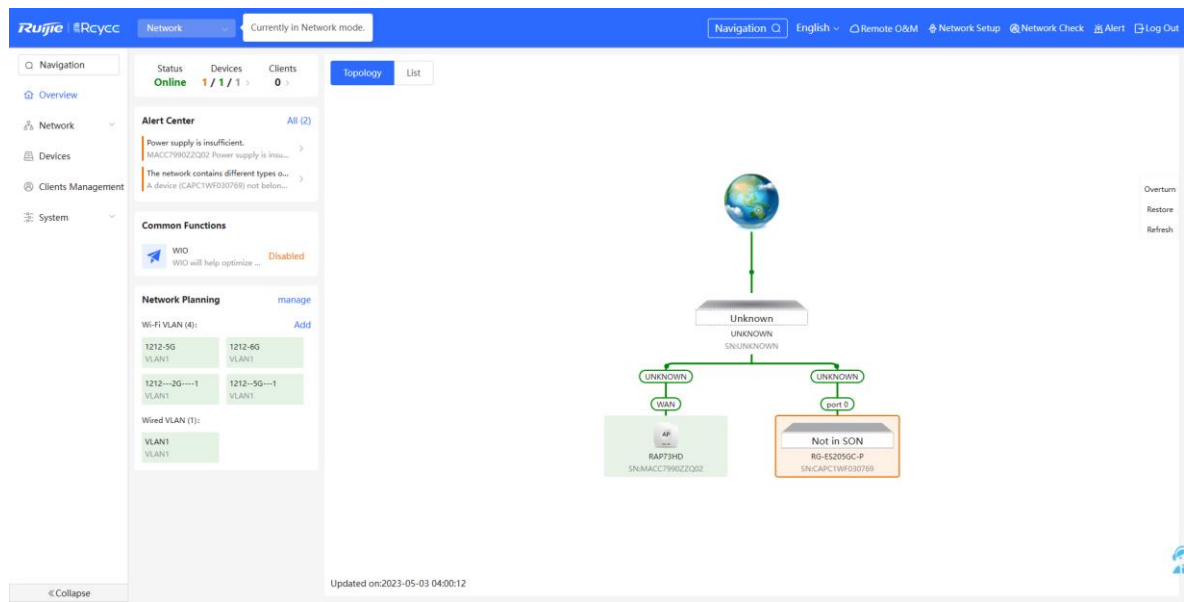 Ruijie Rcycc
Network
Currently in Network mode.
Navigation
English
Remote O&M
Network Setup
Network Check
Alert
Log Out
Navigation
Overview
Network
Devices
Clients Management
System
Collapse
Status Devices Clients
Online 1 / 1 / 1 > 0 >
Alert Center All (2)
Power supply is insufficient.
MACC7990ZZQ02 Power supply is insu...
The network contains different types o...
A device (CAPC1WF030769) not belon...
Common Functions
WIO
WIO will help optimize ...
Disabled
Network Planning manage
Wi-Fi VLAN (4): Add
1212-5G
VLAN1
1212-6G
VLAN1
1212---2G----1
VLAN1
1212--5G---1
VLAN1
Wired VLAN (1):
VLAN1
VLAN1
Topology List
Unknown
UNKNOWN
SN:UNKNOWN
UNKNOWN UNKNOWN
WAN port 0
AP
RAP73HD
SN:MACC7990ZZQ02
Not in SON
RG-ES205GC-P
SN:CAPC1WF030769
Overturn
Restore
Refresh
Updated on:2023-05-03 04:00:12